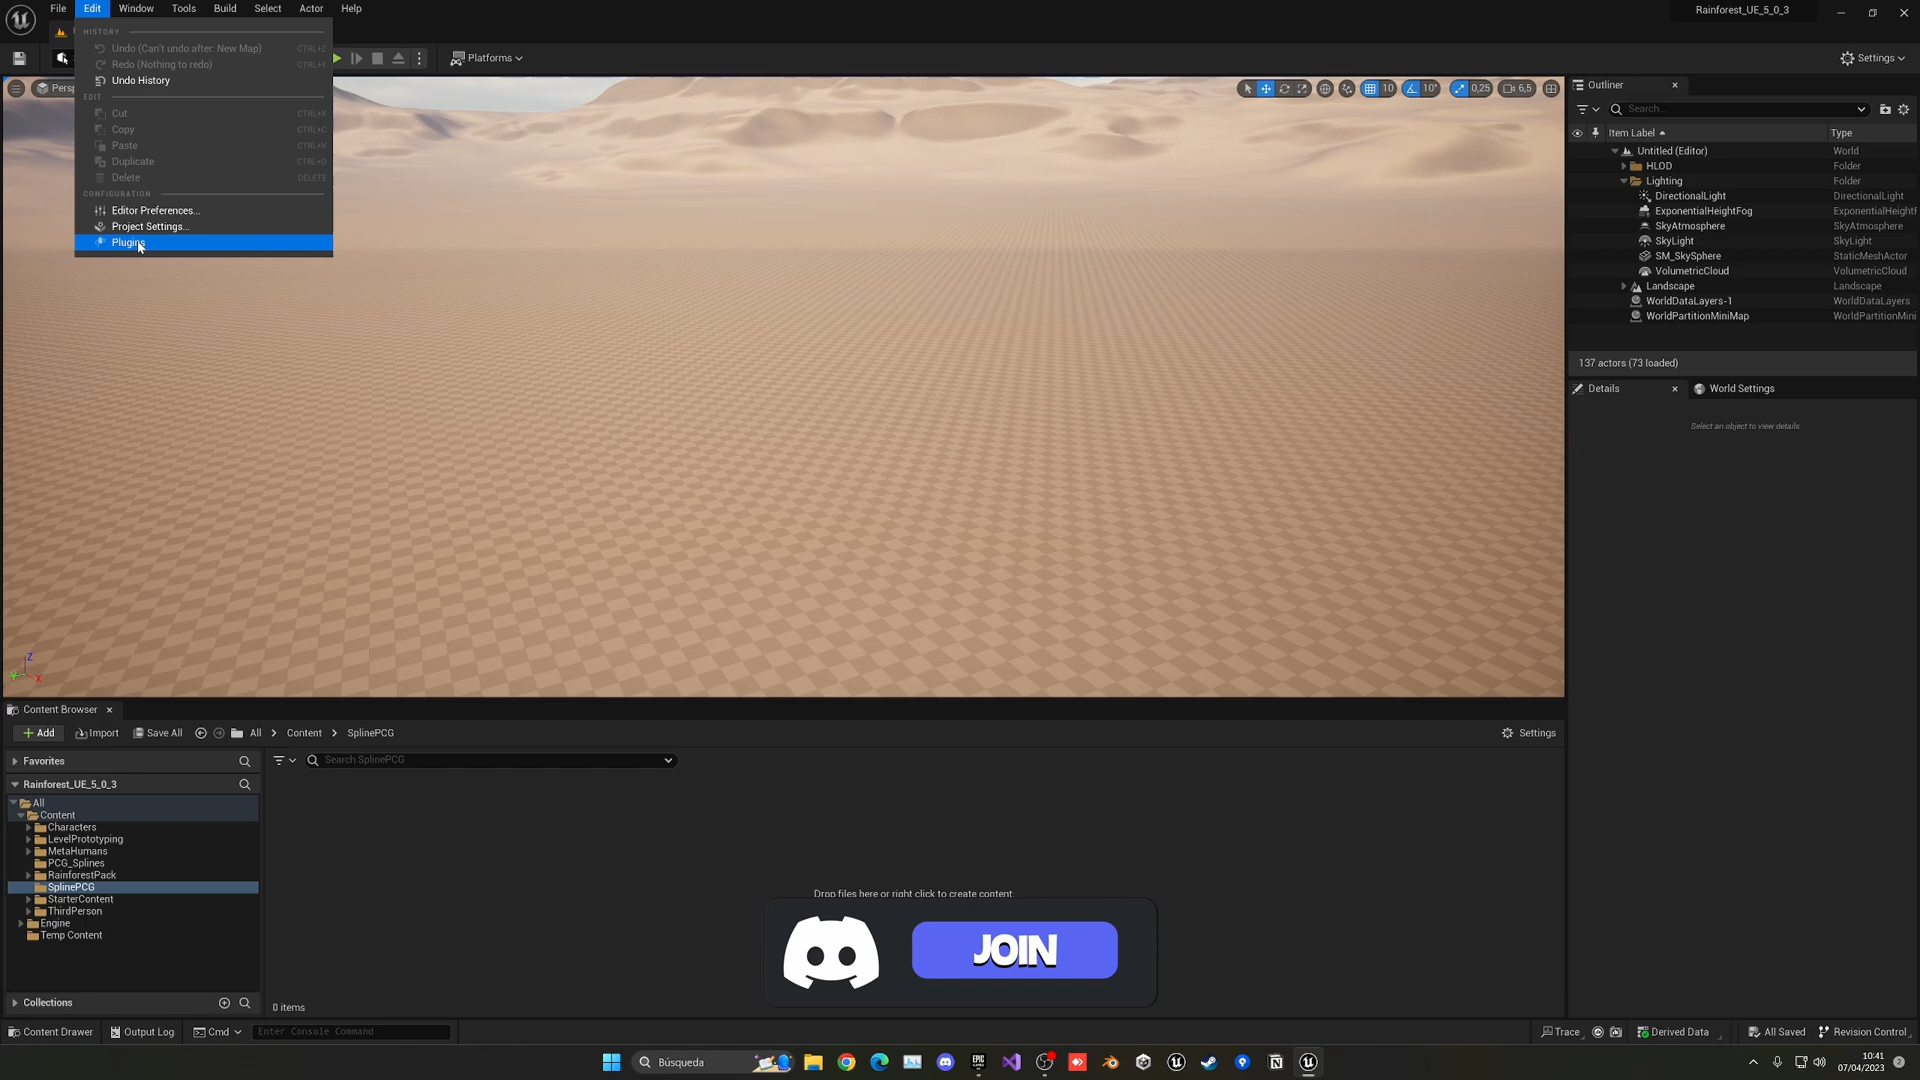 File Edit Window Tools Build Select Actor Help
Rainforest_UE_5_0_3
HISTORY
Undo (Can't undo after: New Map) CTRL+Z
Redo (Nothing to redo) CTRL+Y
Undo History
EDIT
Cut CTRL+X
Copy CTRL+C
Paste CTRL+V
Duplicate CTRL+D
Delete DELETE
CONFIGURATION
Editor Preferences...
Project Settings...
Plugins
Platforms
Settings
Persp
10 10° 0,25 6,5
Z
Y X
Outliner
Search...
Item Label Type
Untitled (Editor) World
HLOD Folder
Lighting Folder
DirectionalLight DirectionalLight
ExponentialHeightFog ExponentialHeightF
SkyAtmosphere SkyAtmosphere
SkyLight SkyLight
SM_SkySphere StaticMeshActor
VolumetricCloud VolumetricCloud
Landscape Landscape
WorldDataLayers-1 WorldDataLayers
WorldPartitionMiniMap WorldPartitionMini
137 actors (73 loaded)
Details World Settings
Select an object to view details.
Content Browser
Add Import Save All All > Content > SplinePCG Settings
Favorites
Search SplinePCG
Rainforest_UE_5_0_3
All
Content
Characters
LevelPrototyping
MetaHumans
PCG_Splines
RainforestPack
SplinePCG
StarterContent
ThirdPerson
Engine
Temp Content
Drop files here or right click to create content.
JOIN
Collections
0 items
Content Drawer Output Log Cmd Enter Console Command Trace Derived Data All Saved Revision Control
Búsqueda
EPIC GAMES
10:41
07/04/2023
2